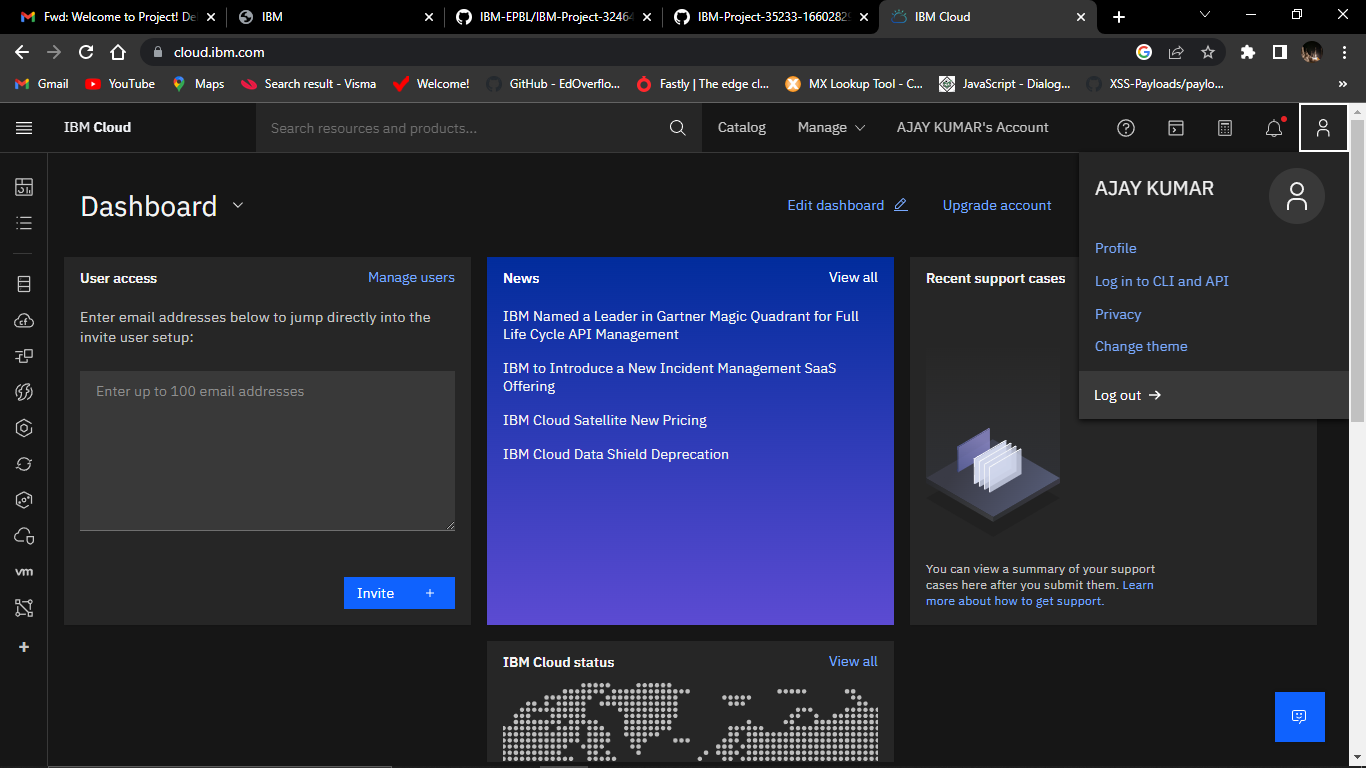 Fwd: Welcome to Project! De
IBM
IBM-EPBL/IBM-Project-32464
IBM-Project-35233-16602829
IBM Cloud
cloud.ibm.com
Gmail
YouTube
Maps
Search result - Visma
Welcome!
GitHub - EdOverflo...
Fastly | The edge cl...
MX Lookup Tool - C...
JavaScript - Dialog...
XSS-Payloads/paylo...
»
IBM Cloud
Search resources and products...
Catalog
Manage
AJAY KUMAR's Account
Dashboard
Edit dashboard
Upgrade account
AJAY KUMAR
Profile
Log in to CLI and API
Privacy
Change theme
Log out →
User access
Manage users
Enter email addresses below to jump directly into the
invite user setup:
Enter up to 100 email addresses
Invite +
News
View all
IBM Named a Leader in Gartner Magic Quadrant for Full
Life Cycle API Management
IBM to Introduce a New Incident Management SaaS
Offering
IBM Cloud Satellite New Pricing
IBM Cloud Data Shield Deprecation
Recent support cases
You can view a summary of your support
cases here after you submit them. Learn
more about how to get support.
IBM Cloud status
View all
cf
vm